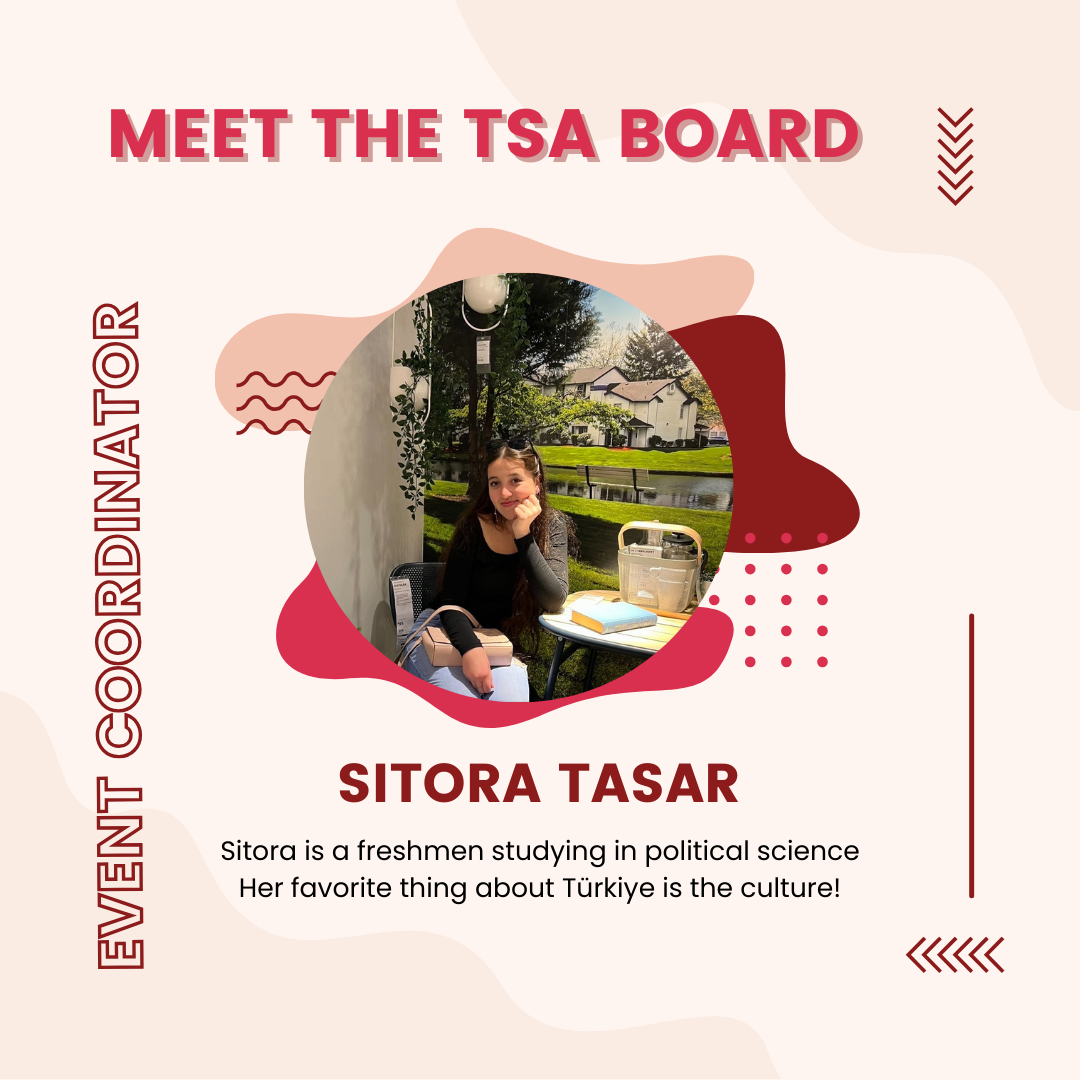 MEET THE TSA BOARD
EVENT COORDINATOR
SITORA TASAR
Sitora is a freshmen studying in political science
Her favorite thing about Türkiye is the culture!